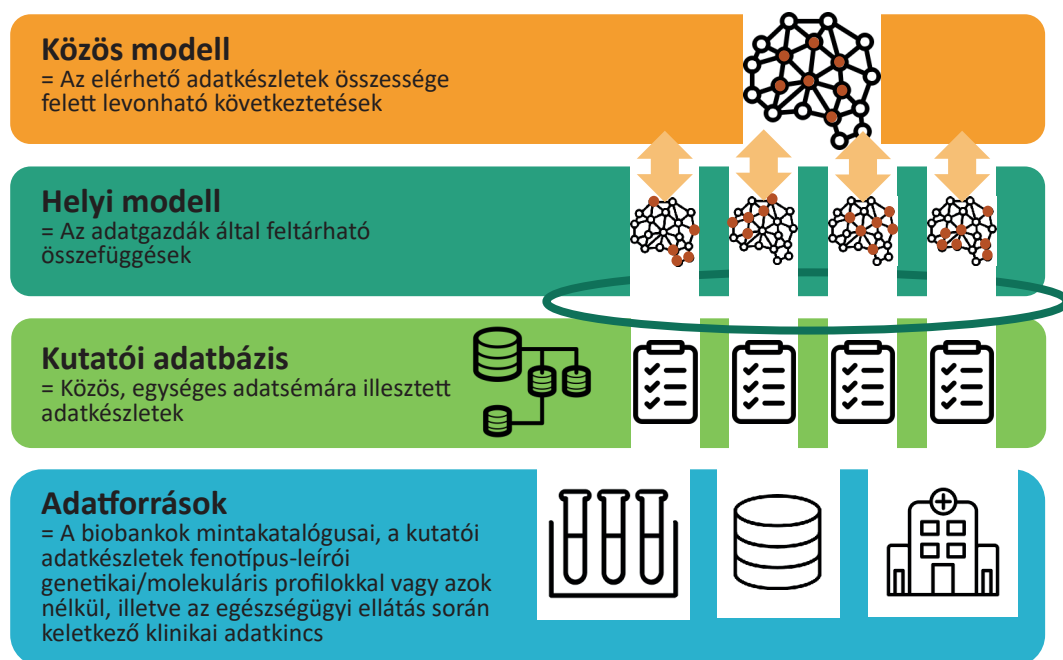 Közös modell
= Az elérhető adatkészletek összessége
felett levonható következtetések
Helyi modell
= Az adatgazdák által feltárható
összefüggések
Kutatói adatbázis
= Közös, egységes adatsémára illesztett
adatkészletek
Adatforrások
= A biobankok mintakatalógusai, a kutatói
adatkészletek fenotípus-leírói
genetikai/molekuláris profilokkal vagy azok
nélkül, illetve az egészségügyi ellátás során
keletkező klinikai adatkincs